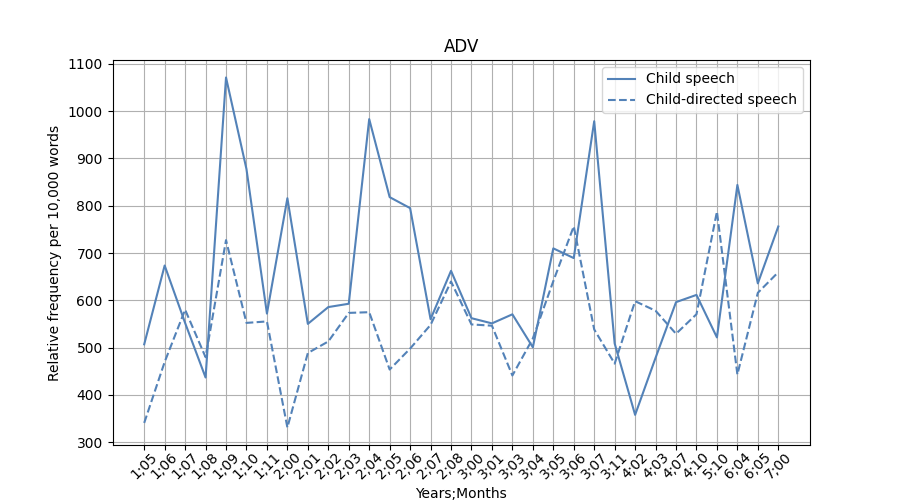 ADV
Relative frequency per 10,000 words
1100
1000
900
800
700
600
500
400
300
Child speech
Child-directed speech
1;05 1;06 1;07 1;08 1;09 1;10 1;11 2;00 2;01 2;02 2;03 2;04 2;05 2;06 2;07 2;08 3;00 3;01 3;03 3;04 3;05 3;06 3;07 3;11 4;02 4;03 4;07 4;10 5;10 6;04 6;05 7;00
Years;Months